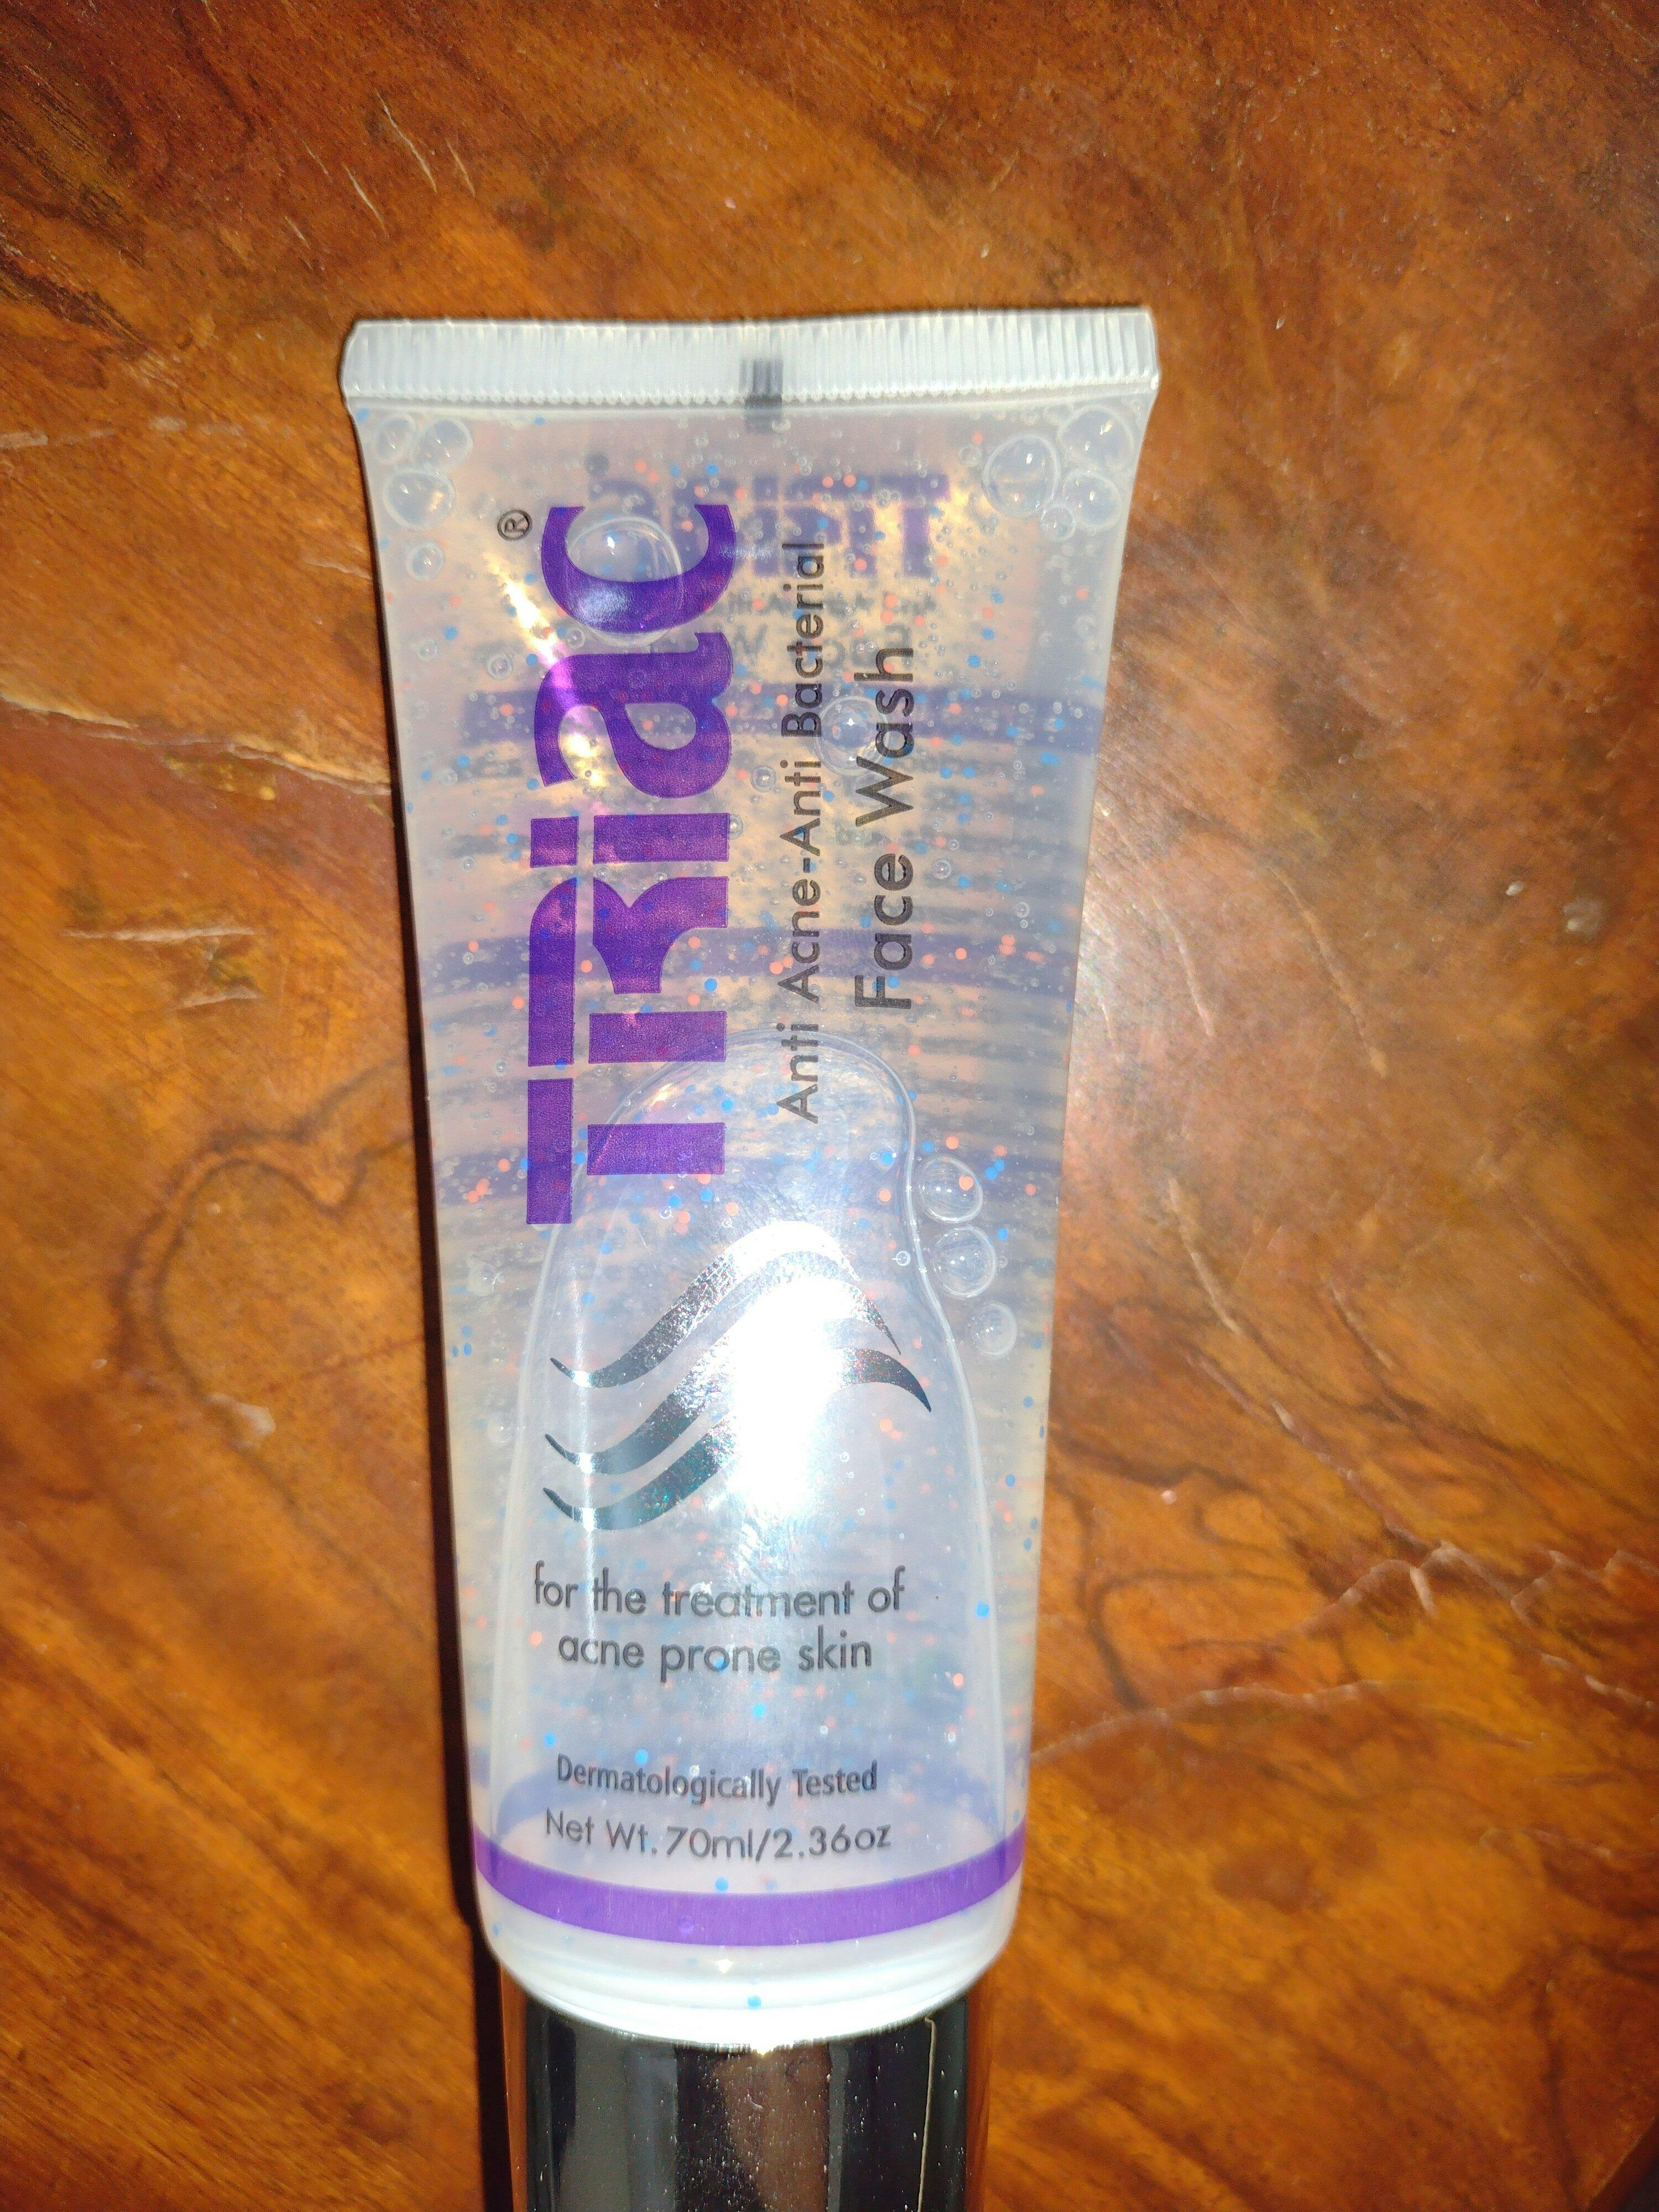 TRiac®
Anti Acne-Anti Bacterial
Face Wash
for the treatment of
acne prone skin
Dermatologically Tested
Net Wt. 70ml/2.36oz